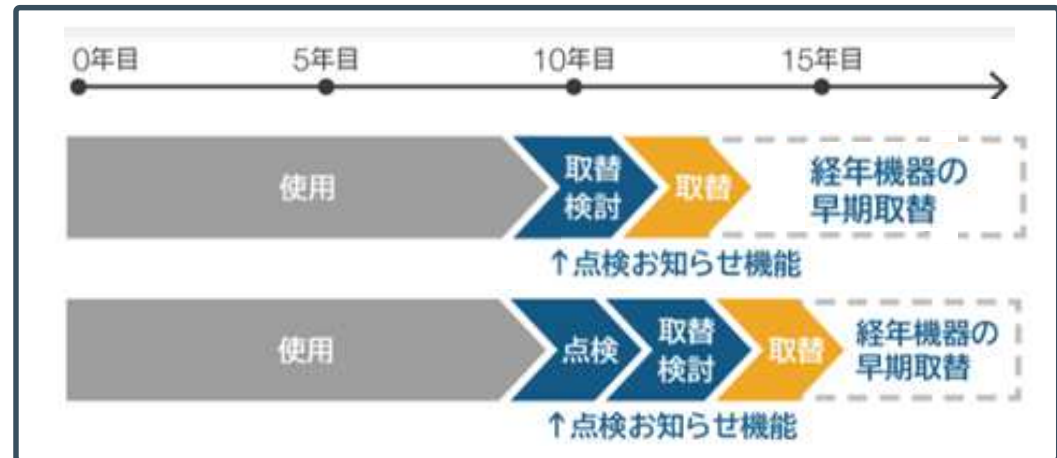 0年目 5年目 10年目 15年目
使用 取替 検討 取替 経年機器の
早期取替
↑点検お知らせ機能
使用 点検 取替 検討 取替 経年機器の
早期取替
↑点検お知らせ機能